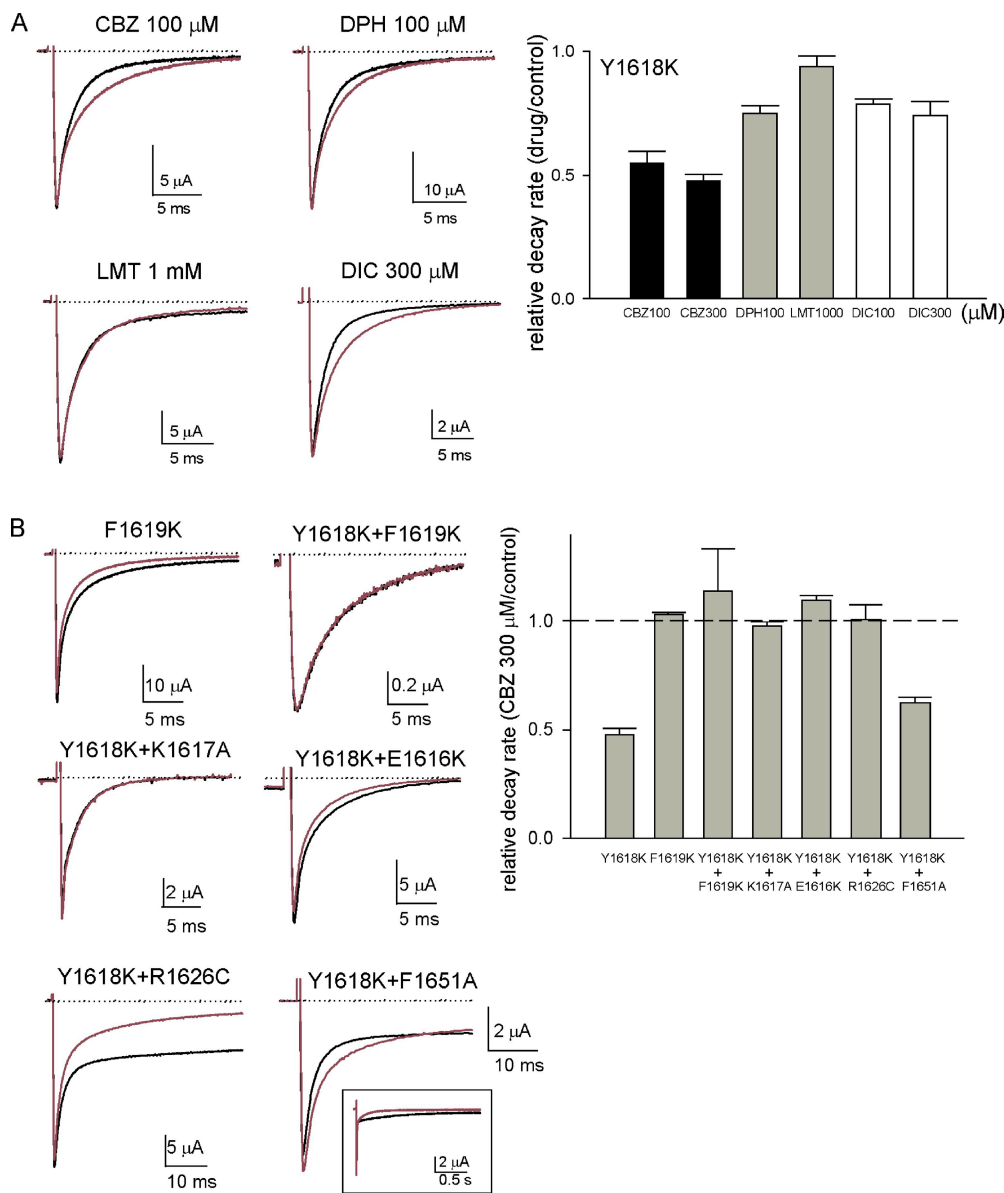 A
CBZ 100 μM
5 μA
5 ms
DPH 100 μM
10 μA
5 ms
LMT 1 mM
5 μA
5 ms
DIC 300 μM
2 μA
5 ms
relative decay rate (drug/control)
1.0
0.5
0.0
Y1618K
CBZ100 CBZ300 DPH100 LMT1000 DIC100 DIC300 (μM)
B
F1619K
10 μA
5 ms
Y1618K+F1619K
0.2 μA
5 ms
Y1618K+K1617A
2 μA
5 ms
Y1618K+E1616K
5 μA
5 ms
Y1618K+R1626C
5 μA
10 ms
Y1618K+F1651A
2 μA
10 ms
2 μA
0.5 s
relative decay rate (CBZ 300 μM/control)
1.0
0.5
0.0
Y1618K F1619K Y1618K Y1618K Y1618K Y1618K Y1618K
+ + + + +
F1619K K1617A E1616K R1626C F1651A